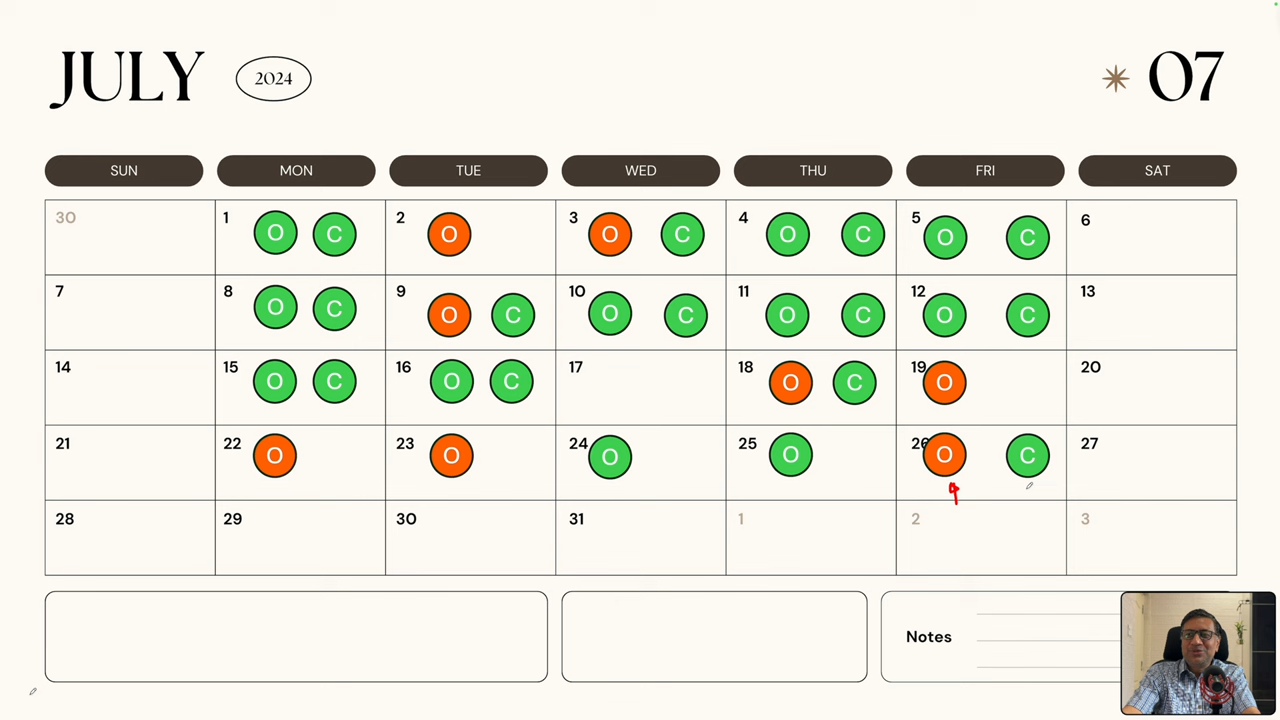 JULY 2024 07
SUN MON TUE WED THU FRI SAT
30 1 O C 2 O 3 O C 4 O C 5 O C 6
7 8 O C 9 O C 10 O C 11 O C 12 O C 13
14 15 O C 16 O C 17 18 O C 19 O 20
21 22 O 23 O 24 O 25 O 26 O C 27
28 29 30 31 1 2 3
Notes